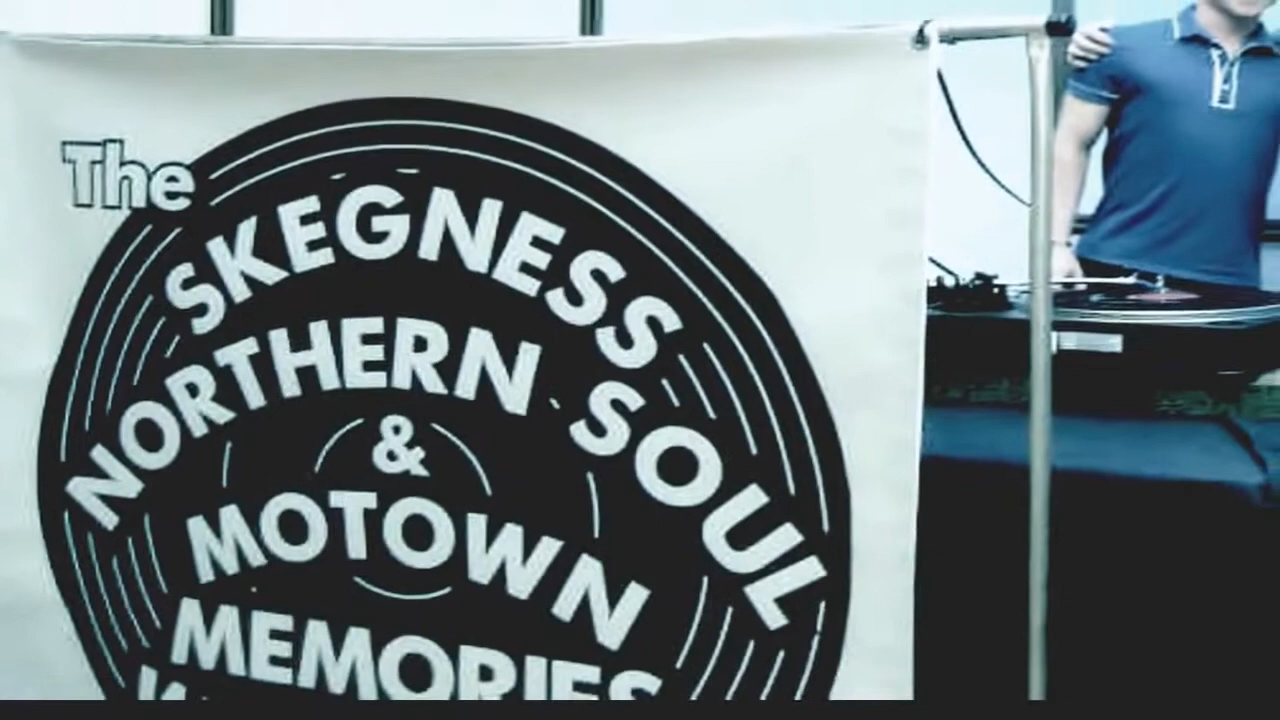 The
SKEGNESS
NORTHERN SOUL
&
MOTOWN
MEMORIES